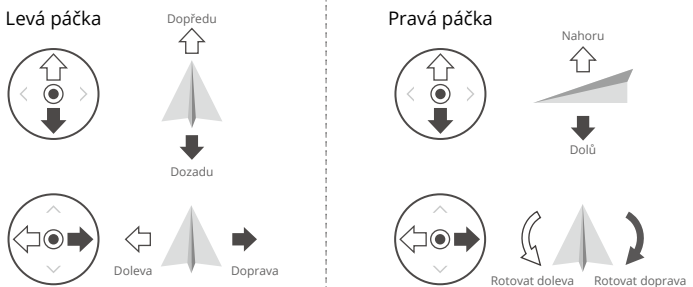 Levá páčka
Dopředu
Dozadu
Doleva
Doprava
Pravá páčka
Nahoru
Dolů
Rotovat doleva
Rotovat doprava